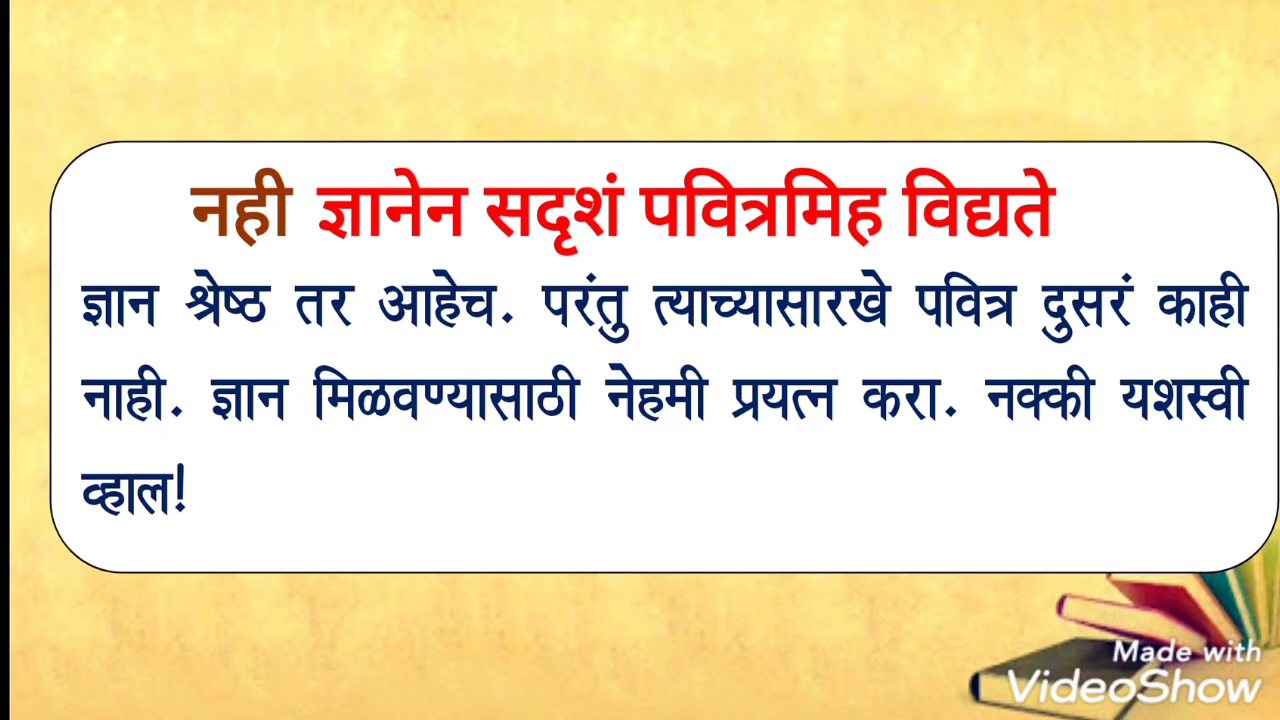 नही ज्ञानेन सदृशं पवित्रमिह विद्यते
ज्ञान श्रेष्ठ तर आहेच. परंतु त्याच्यासारखे पवित्र दुसरं काही
नाही. ज्ञान मिळवण्यासाठी नेहमी प्रयत्न करा. नक्की यशस्वी
व्हाल!
Made with
VideoShow